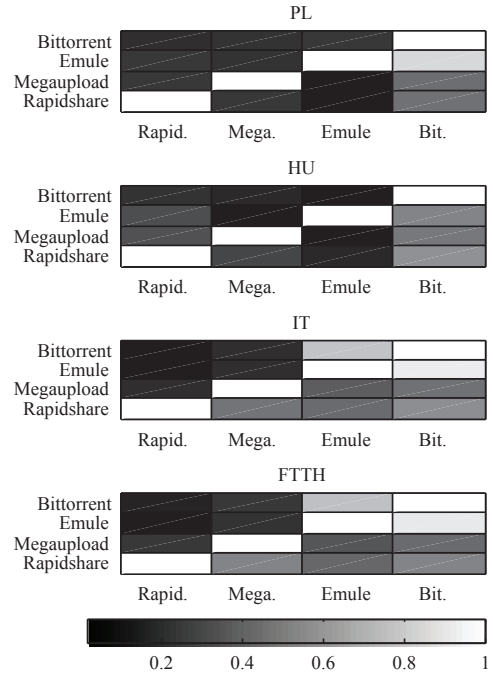 PL
Bittorrent
Emule
Megaupload
Rapidshare
Rapid. Mega. Emule Bit.
HU
Bittorrent
Emule
Megaupload
Rapidshare
Rapid. Mega. Emule Bit.
IT
Bittorrent
Emule
Megaupload
Rapidshare
Rapid. Mega. Emule Bit.
FTTH
Bittorrent
Emule
Megaupload
Rapidshare
Rapid. Mega. Emule Bit.
0.2 0.4 0.6 0.8 1